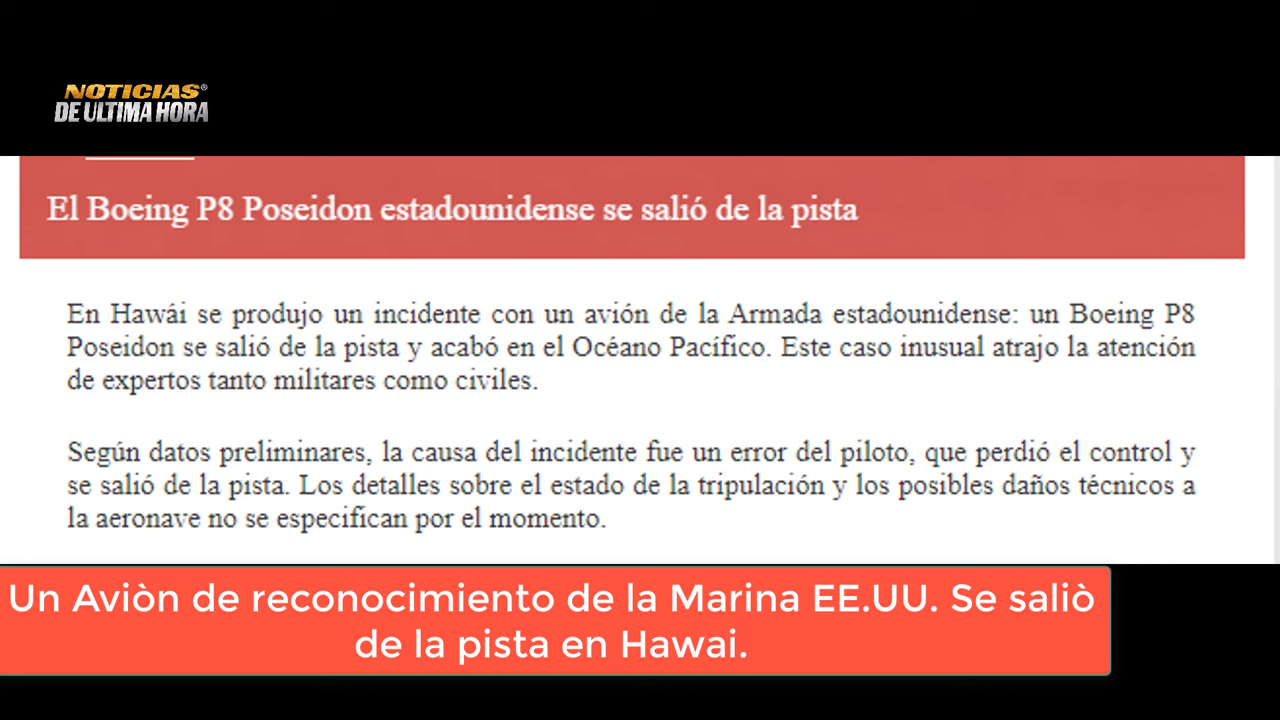 NOTICIAS®
DE ULTIMA HORA
El Boeing P8 Poseidon estadounidense se salió de la pista
En Hawái se produjo un incidente con un avión de la Armada estadounidense: un Boeing P8
Poseidon se salió de la pista y acabó en el Océano Pacífico. Este caso inusual atrajo la atención
de expertos tanto militares como civiles.
Según datos preliminares, la causa del incidente fue un error del piloto, que perdió el control y
se salió de la pista. Los detalles sobre el estado de la tripulación y los posibles daños técnicos a
la aeronave no se especifican por el momento.
Un Aviòn de reconocimiento de la Marina EE.UU. Se saliò
de la pista en Hawai.